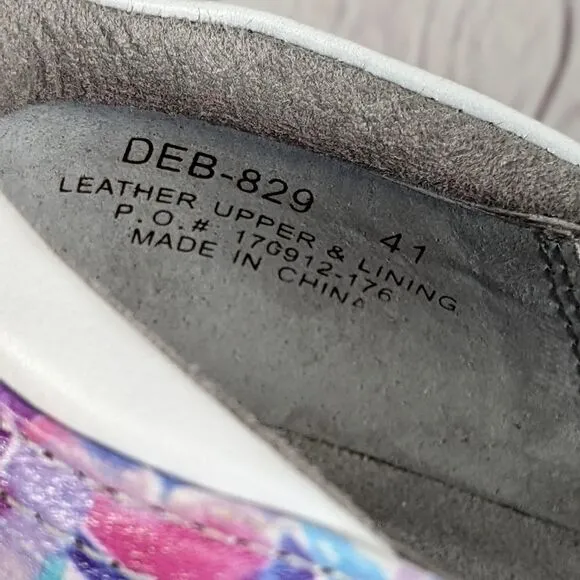 DEB-829 41
LEATHER UPPER & LINING
P.O.# 170912-176
MADE IN CHINA